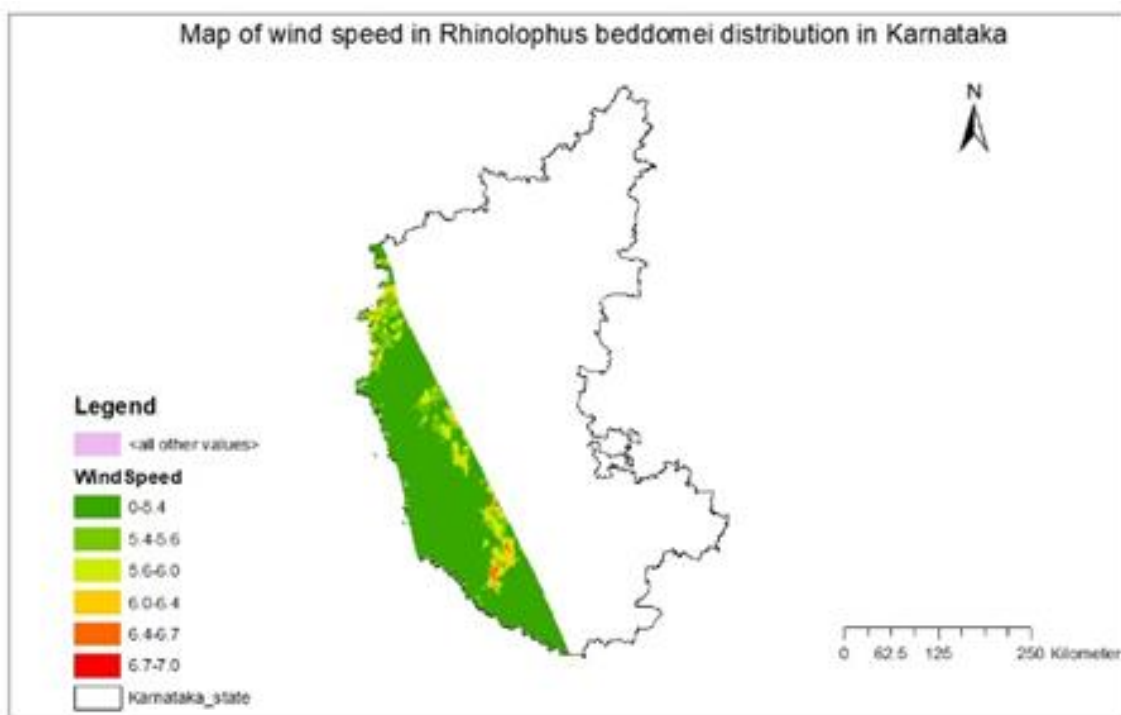 Map of wind speed in Rhinolophus beddomei distribution in Karnataka
N
Legend
<all other values>
WindSpeed
0-5.4
5.4-5.6
5.6-6.0
6.0-6.4
6.4-6.7
6.7-7.0
Karnataka_state
0 62.5 125 250 Kilometer